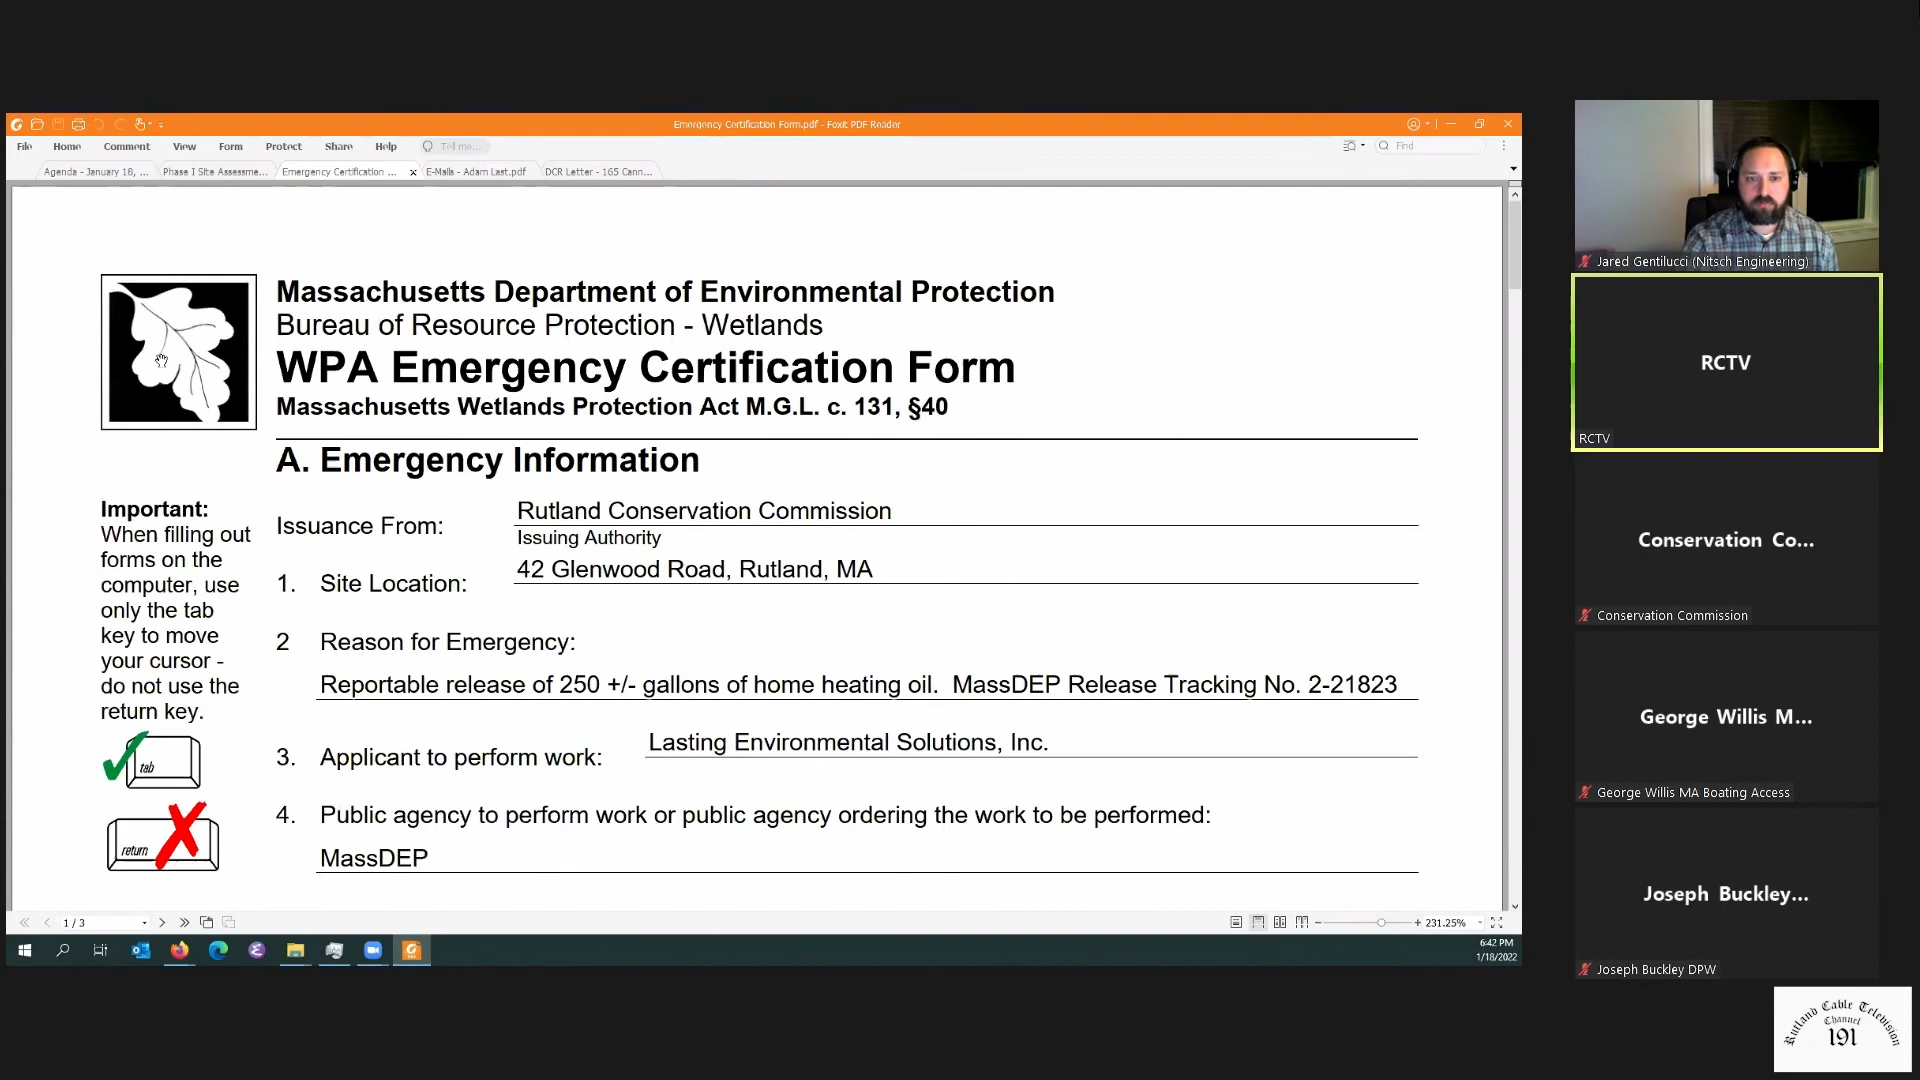 Emergency Certification Form.pdf - Foxit PDF Reader
File Home Comment View Form Protect Share Help Tell me... Find
Agenda - January 18, ... Phase I Site Assessme... Emergency Certification ... E-Mails - Adam Last.pdf DCR Letter - 165 Cann...
Massachusetts Department of Environmental Protection
Bureau of Resource Protection - Wetlands
WPA Emergency Certification Form
Massachusetts Wetlands Protection Act M.G.L. c. 131, §40
A. Emergency Information
Important:
When filling out
forms on the
computer, use
only the tab
key to move
your cursor -
do not use the
return key.
tab
return
Issuance From:
Rutland Conservation Commission
Issuing Authority
1. Site Location:
42 Glenwood Road, Rutland, MA
2 Reason for Emergency:
Reportable release of 250 +/- gallons of home heating oil. MassDEP Release Tracking No. 2-21823
3. Applicant to perform work:
Lasting Environmental Solutions, Inc.
4. Public agency to perform work or public agency ordering the work to be performed:
MassDEP
1 / 3
231.25%
6:42 PM
1/18/2022
Jared Gentilucci (Nitsch Engineering)
RCTV
RCTV
Conservation Co...
Conservation Commission
George Willis M...
George Willis MA Boating Access
Joseph Buckley...
Joseph Buckley DPW
Rutland Cable Television
Channel
191